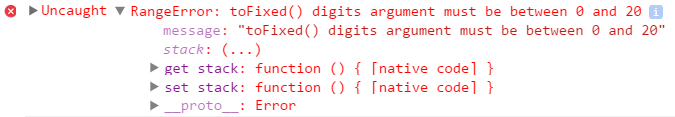 Uncaught RangeError: toFixed() digits argument must be between 0 and 20 i
message: "toFixed() digits argument must be between 0 and 20"
stack: (...)
get stack: function () { [native code] }
set stack: function () { [native code] }
__proto__: Error